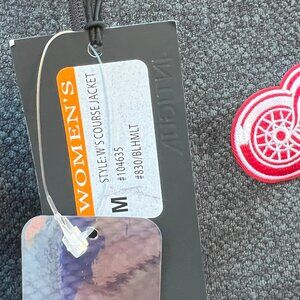 WOMEN'S
STYLE:W'S COURSE JACKET
#104635
M #830/BLHMLT